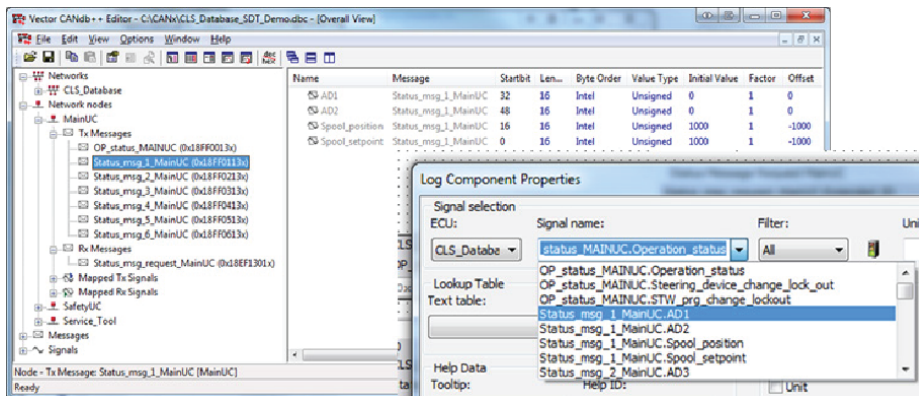 Vector CANdb++ Editor - C:\CANx\CLS_Database_SDT_Demo.dbc - [Overall View]
File Edit View Options Window Help
Networks
CLS_Database
Network nodes
MainUC
Tx Messages
OP_status_MAINUC (0x18FF0013x)
Status_msg_1_MainUC (0x18FF0113x)
Status_msg_2_MainUC (0x18FF0213x)
Status_msg_3_MainUC (0x18FF0313x)
Status_msg_4_MainUC (0x18FF0413x)
Status_msg_5_MainUC (0x18FF0513x)
Status_msg_6_MainUC (0x18FF0613x)
Rx Messages
Status_msg_request_MainUC (0x18EF1301x)
Mapped Tx Signals
Mapped Rx Signals
SafetyUC
Service_Tool
Messages
Signals
Name Message Startbit Len... Byte Order Value Type Initial Value Factor Offset
AD1 Status_msg_1_MainUC 32 16 Intel Unsigned 0 1 0
AD2 Status_msg_1_MainUC 48 16 Intel Unsigned 0 1 0
Spool_position Status_msg_1_MainUC 16 16 Intel Unsigned 1000 1 -1000
Spool_setpoint Status_msg_1_MainUC 0 16 Intel Unsigned 1000 1 -1000
Node - Tx Message: Status_msg_1_MainUC [MainUC]
Ready
Log Component Properties
Signal selection
ECU: Signal name: Filter: Uni
CLS_Databa status_MAINUC.Operation_status All
OP_status_MAINUC.Operation_status
OP_status_MAINUC.Steering_device_change_lock_out
OP_status_MAINUC.STW_prg_change_lockout
Status_msg_1_MainUC.AD1
Status_msg_1_MainUC.AD2
Status_msg_1_MainUC.Spool_position
Status_msg_1_MainUC.Spool_setpoint
Status_msg_2_MainUC.AD3
Lookup Table
Text table:
Help Data
Tooltip: Help ID: Unit